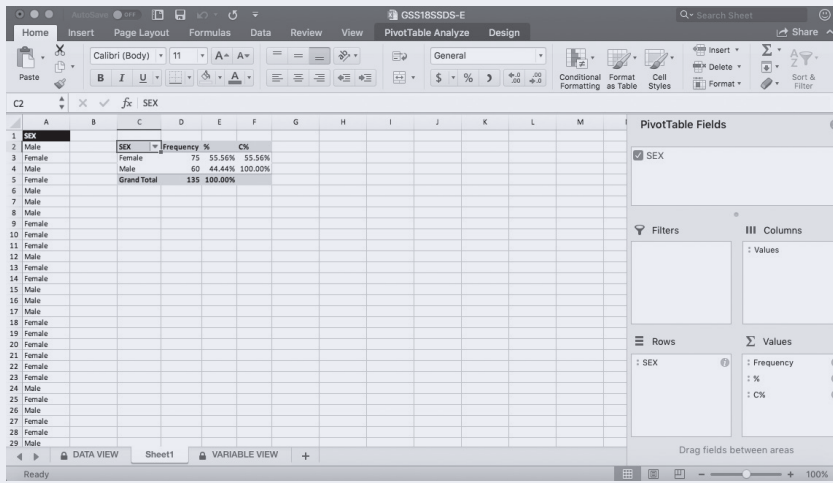 AutoSave OFF GSS18SSDS-E Search Sheet
Home Insert Page Layout Formulas Data Review View PivotTable Analyze Design Share
Calibri (Body) 11 A A General Insert Σ
Paste B I U A $ % Conditional Formatting Format as Table Cell Styles Delete Format Sort & Filter
C2 fx SEX
A B C D E F G H I J K L M
1 SEX
2 Male SEX Frequency % C%
3 Female Female 75 55.56% 55.56%
4 Male Male 60 44.44% 100.00%
5 Female Grand Total 135 100.00%
6 Male
7 Male
8 Male
9 Female
10 Female
11 Female
12 Male
13 Female
14 Female
15 Male
16 Male
17 Male
18 Female
19 Female
20 Female
21 Female
22 Female
23 Female
24 Male
25 Female
26 Male
27 Female
28 Female
29 Male
PivotTable Fields
SEX
Filters Columns
Values
Rows Σ Values
SEX Frequency
%
C%
Drag fields between areas
DATA VIEW Sheet1 VARIABLE VIEW +
Ready 100%